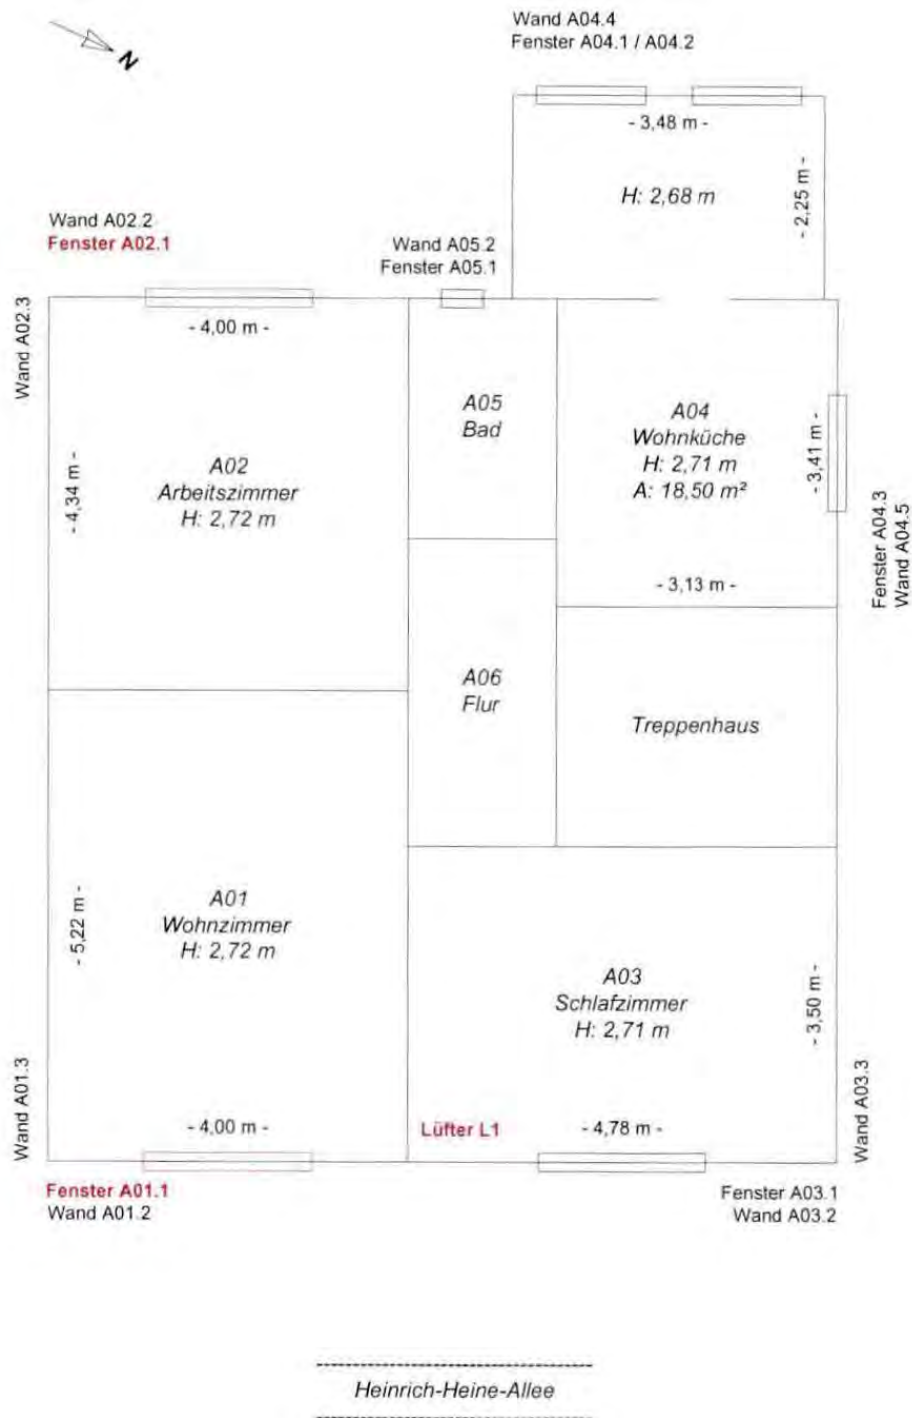 N
Wand A04.4
Fenster A04.1 / A04.2
- 3,48 m -
H: 2,68 m
- 2,25 m -
Wand A02.2
Fenster A02.1
Wand A05.2
Fenster A05.1
Wand A02.3
- 4,00 m -
- 4,34 m -
A02
Arbeitszimmer
H: 2,72 m
A05
Bad
A04
Wohnküche
H: 2,71 m
A: 18,50 m²
- 3,41 m -
Fenster A04.3
Wand A04.5
- 3,13 m -
A06
Flur
Treppenhaus
- 5,22 m -
A01
Wohnzimmer
H: 2,72 m
A03
Schlafzimmer
H: 2,71 m
- 3,50 m -
Wand A01.3
- 4,00 m -
Lüfter L1
- 4,78 m -
Wand A03.3
Fenster A01.1
Wand A01.2
Fenster A03.1
Wand A03.2
Heinrich-Heine-Allee